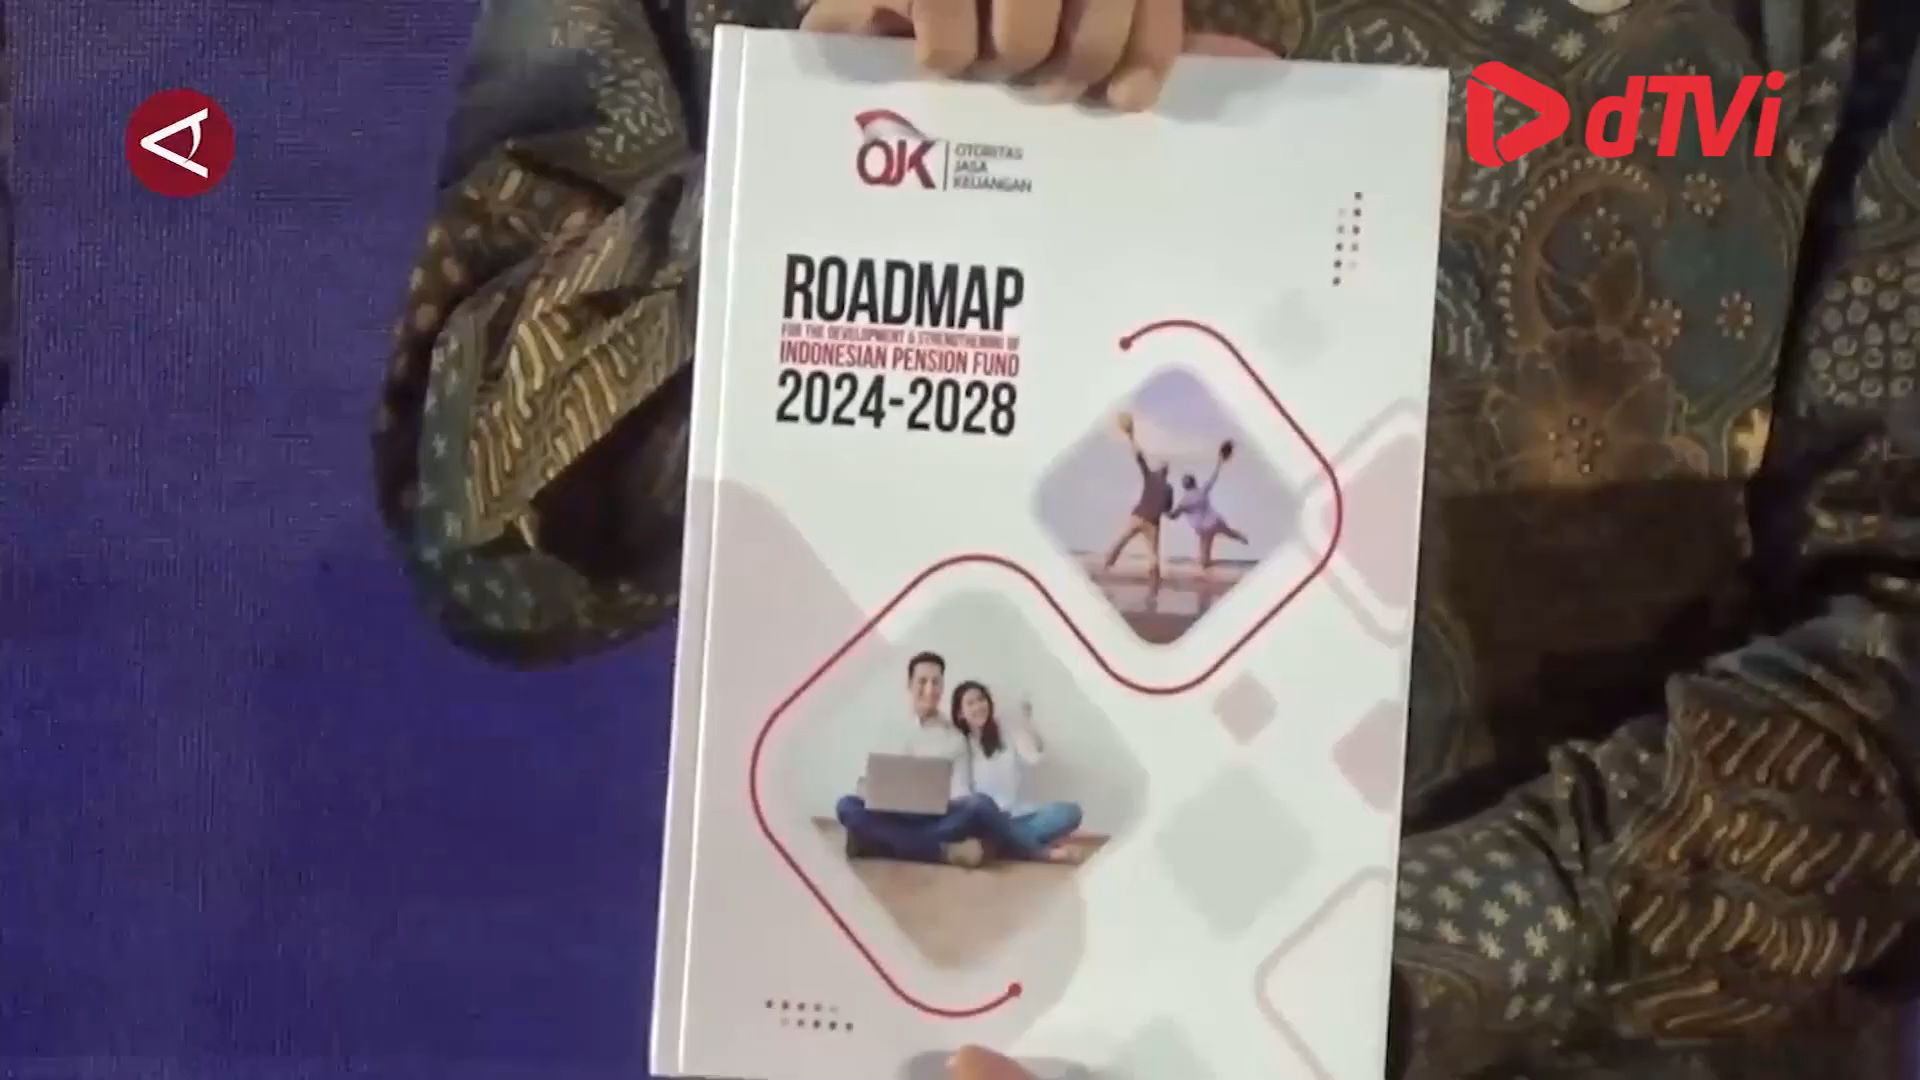 OJK
OTORITAS
JASA
KEUANGAN
dTVi
ROADMAP
FOR THE DEVELOPMENT & STRENGTHENING OF
INDONESIAN PENSION FUND
2024-2028